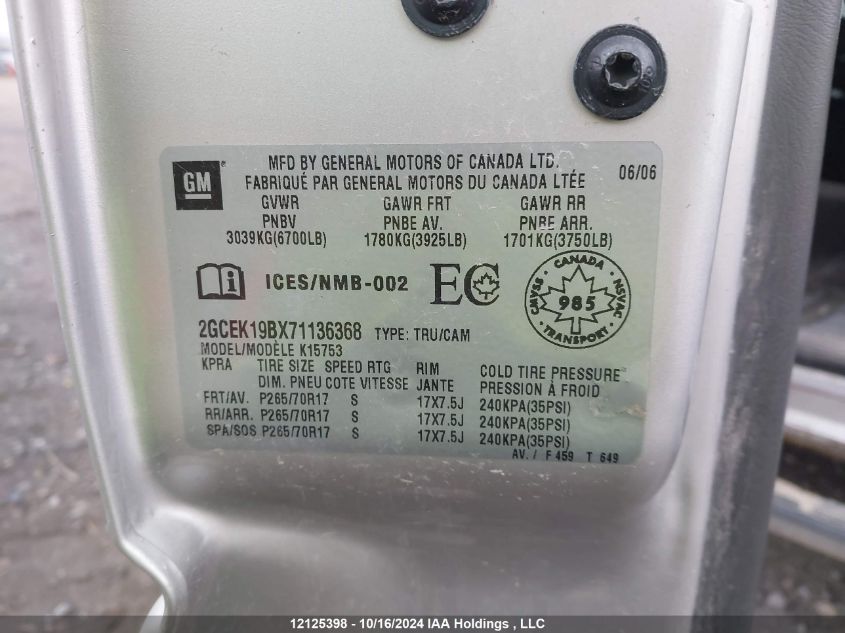 GM
MFD BY GENERAL MOTORS OF CANADA LTD.
FABRIQUÉ PAR GENERAL MOTORS DU CANADA LTÉE
06/06
GVWR GAWR FRT GAWR RR
PNBV PNBE AV. PNBE ARR.
3039KG(6700LB) 1780KG(3925LB) 1701KG(3750LB)
ICES/NMB-002 EC
CANADA
CMVSS 985 NSVAC
TRANSPORT
2GCEK19BX71136368 TYPE: TRU/CAM
MODEL/MODÈLE K15753
KPRA TIRE SIZE SPEED RTG RIM COLD TIRE PRESSURE
DIM. PNEU COTE VITESSE JANTE PRESSION À FROID
FRT/AV. P265/70R17 S 17X7.5J 240KPA(35PSI)
RR/ARR. P265/70R17 S 17X7.5J 240KPA(35PSI)
SPA/SOS P265/70R17 S 17X7.5J 240KPA(35PSI)
AV./ F 459 T 649
12125398 - 10/16/2024 IAA Holdings , LLC